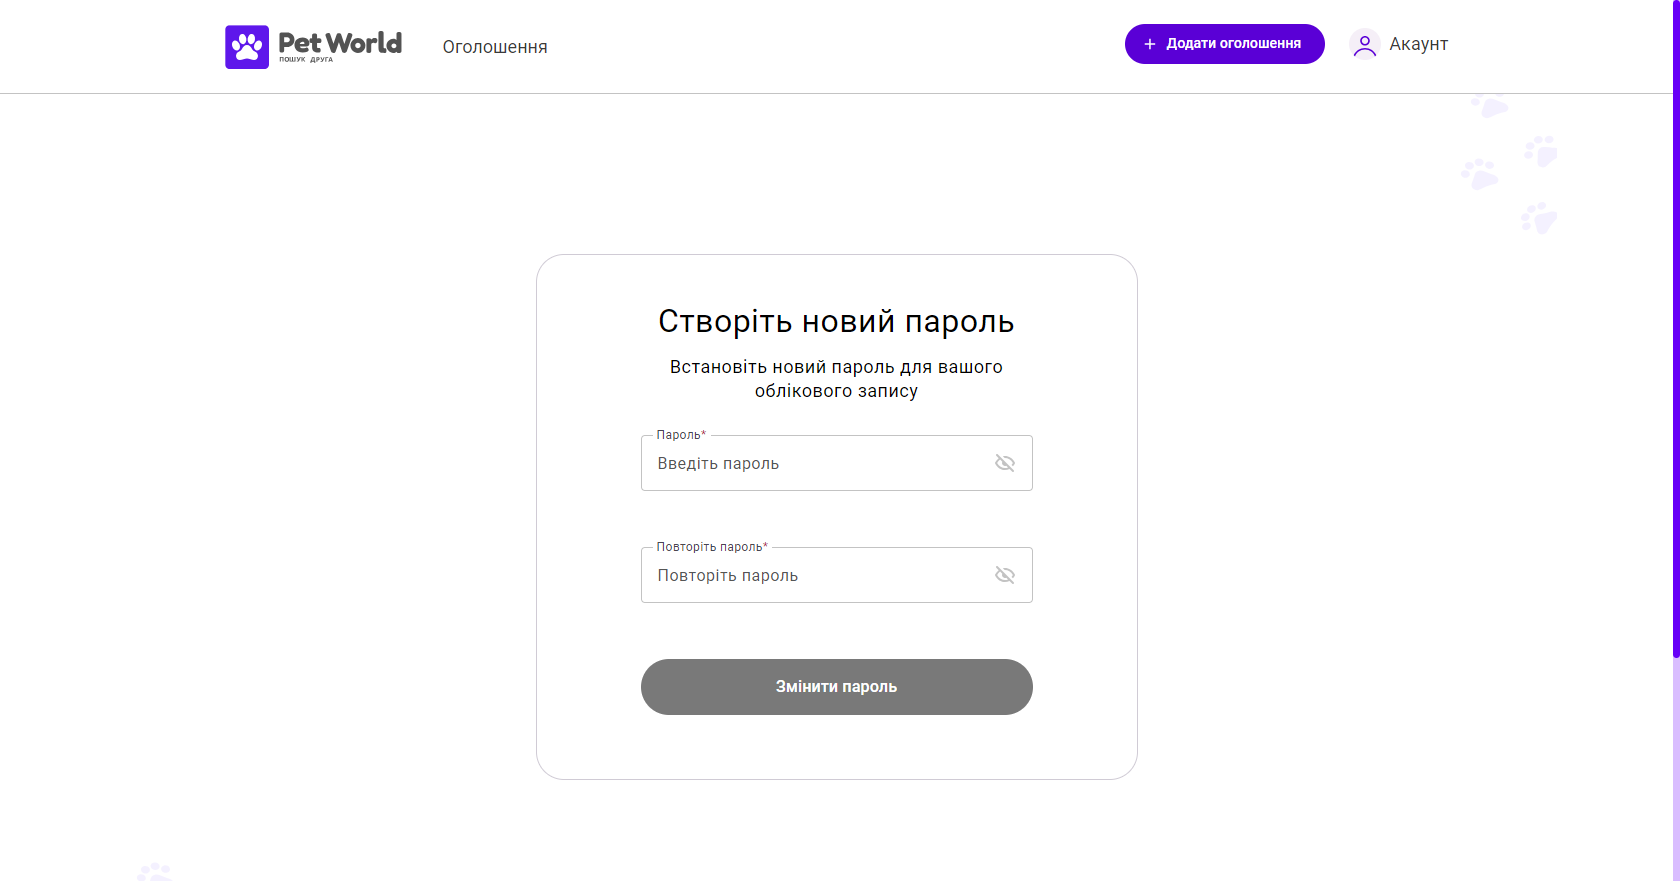 Pet World
ПОШУК ДРУГА
Оголошення
+ Додати оголошення
Акаунт
Створіть новий пароль
Встановіть новий пароль для вашого
облікового запису
Пароль*
Введіть пароль
Повторіть пароль*
Повторіть пароль
Змінити пароль